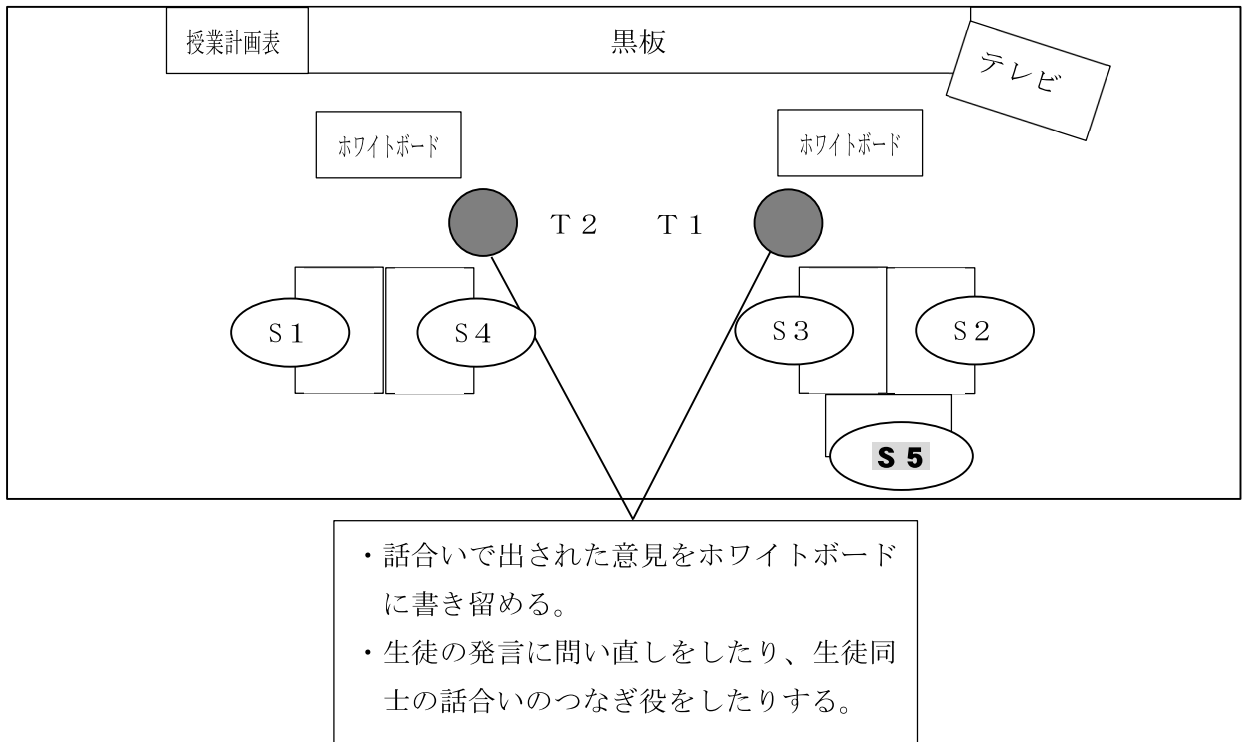 授業計画表
黒板
テレビ
ホワイトボード
ホワイトボード
Ｔ２
Ｔ１
Ｓ１
Ｓ４
Ｓ３
Ｓ２
Ｓ５
・話合いで出された意見をホワイトボード
に書き留める。
・生徒の発言に問い直しをしたり、生徒同
士の話合いのつなぎ役をしたりする。